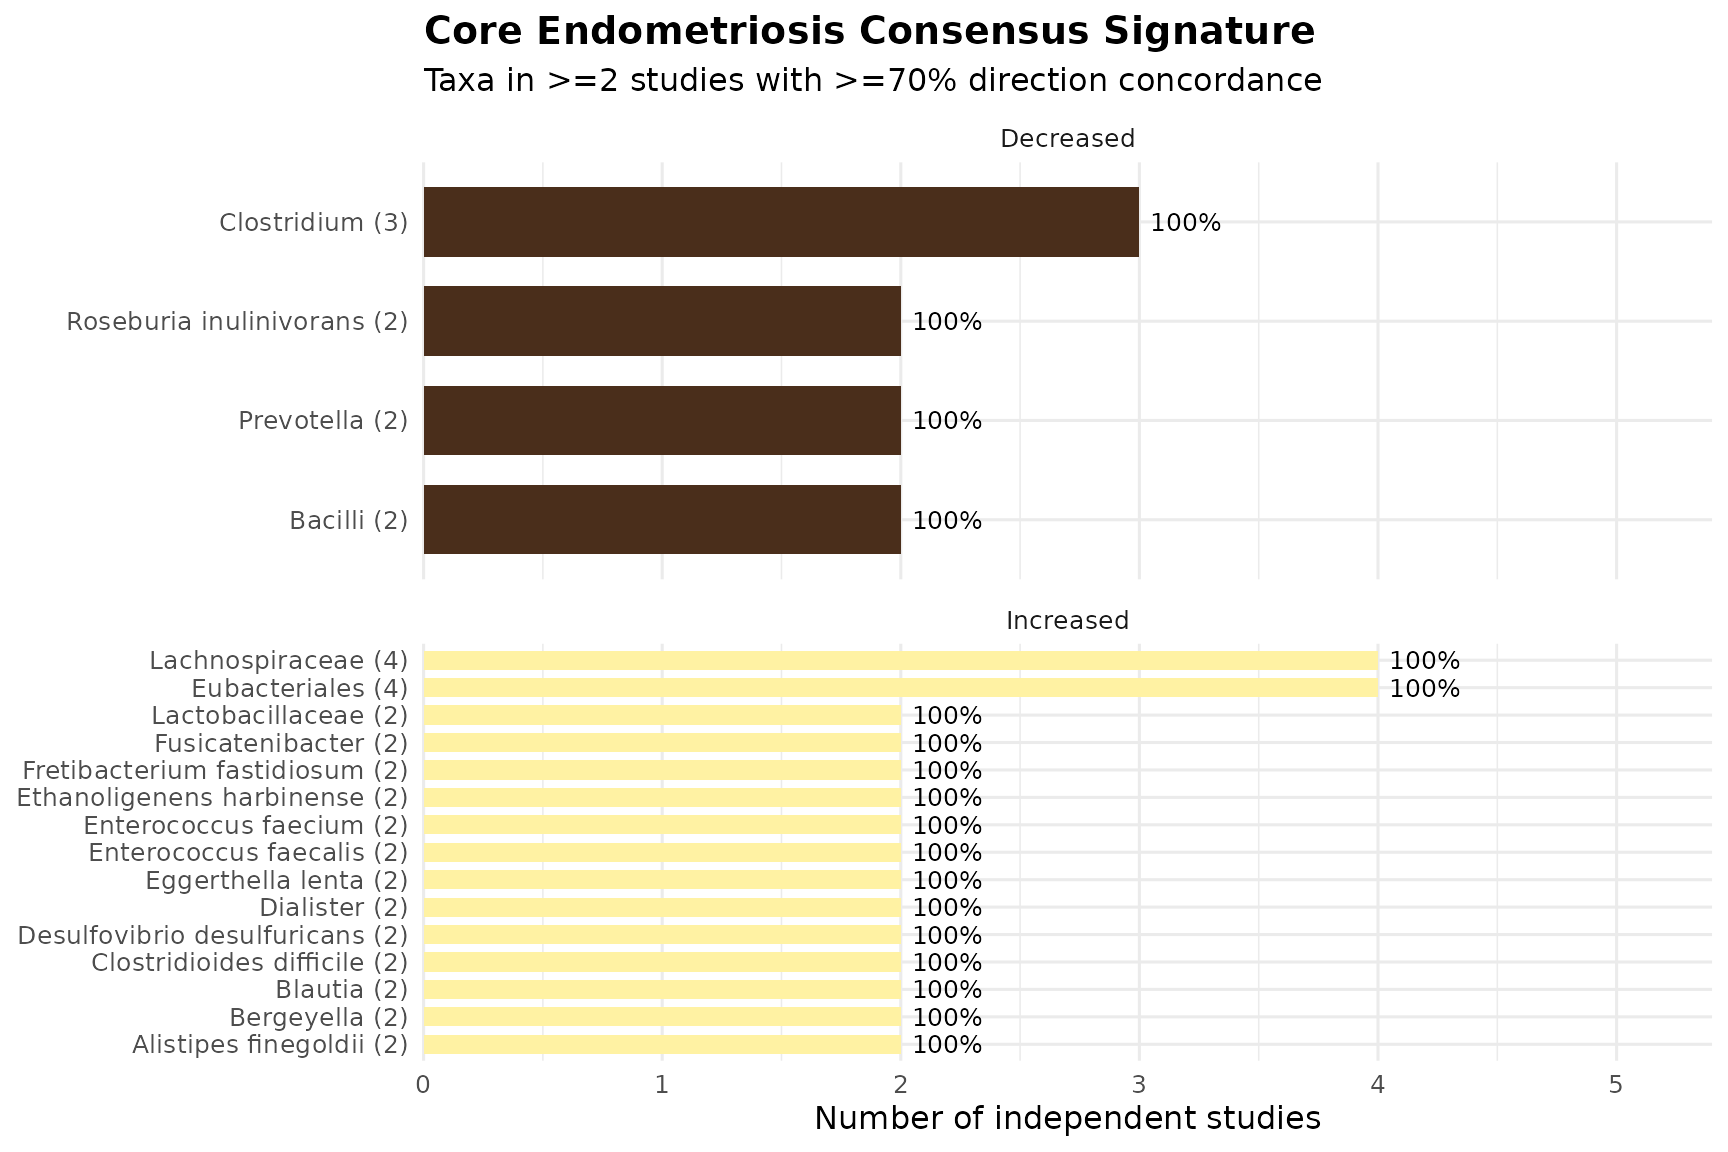 Core Endometriosis Consensus Signature
Taxa in >=2 studies with >=70% direction concordance
Decreased
Clostridium (3) 100%
Roseburia inulinivorans (2) 100%
Prevotella (2) 100%
Bacilli (2) 100%
Increased
Lachnospiraceae (4) 100%
Eubacteriales (4) 100%
Lactobacillaceae (2) 100%
Fusicatenibacter (2) 100%
Fretibacterium fastidiosum (2) 100%
Ethanoligenens harbinense (2) 100%
Enterococcus faecium (2) 100%
Enterococcus faecalis (2) 100%
Eggerthella lenta (2) 100%
Dialister (2) 100%
Desulfovibrio desulfuricans (2) 100%
Clostridioides difficile (2) 100%
Blautia (2) 100%
Bergeyella (2) 100%
Alistipes finegoldii (2) 100%
0 1 2 3 4 5
Number of independent studies